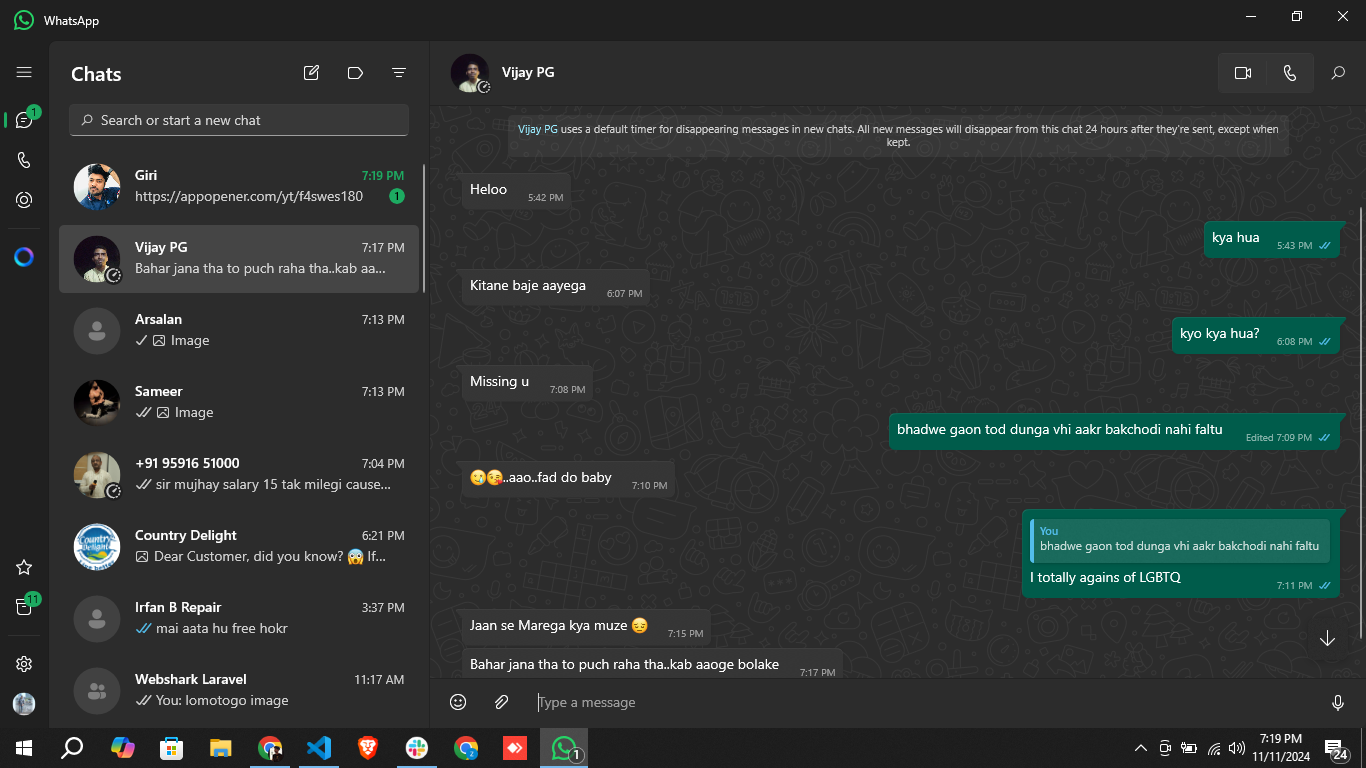 WhatsApp
Chats
1
Search or start a new chat
Giri
7:19 PM
https://appopener.com/yt/f4swes180
1
Vijay PG
7:17 PM
Bahar jana tha to puch raha tha..kab aa...
Arsalan
7:13 PM
Image
Sameer
7:13 PM
Image
+91 95916 51000
7:04 PM
sir mujhay salary 15 tak milegi cause...
Country Delight
6:21 PM
Dear Customer, did you know? 😱 If...
Irfan B Repair
3:37 PM
mai aata hu free hokr
11
Webshark Laravel
11:17 AM
You: lomotogo image
Vijay PG
Vijay PG uses a default timer for disappearing messages in new chats. All new messages will disappear from this chat 24 hours after they're sent, except when
kept.
Heloo
5:42 PM
kya hua
5:43 PM
Kitane baje aayega
6:07 PM
kyo kya hua?
6:08 PM
Missing u
7:08 PM
bhadwe gaon tod dunga vhi aakr bakchodi nahi faltu
Edited 7:09 PM
🥲😘..aao..fad do baby
7:10 PM
You
bhadwe gaon tod dunga vhi aakr bakchodi nahi faltu
I totally agains of LGBTQ
7:11 PM
Jaan se Marega kya muze 😔
7:15 PM
Bahar jana tha to puch raha tha..kab aaoge bolake
7:17 PM
Type a message
1
7:19 PM
11/11/2024
24